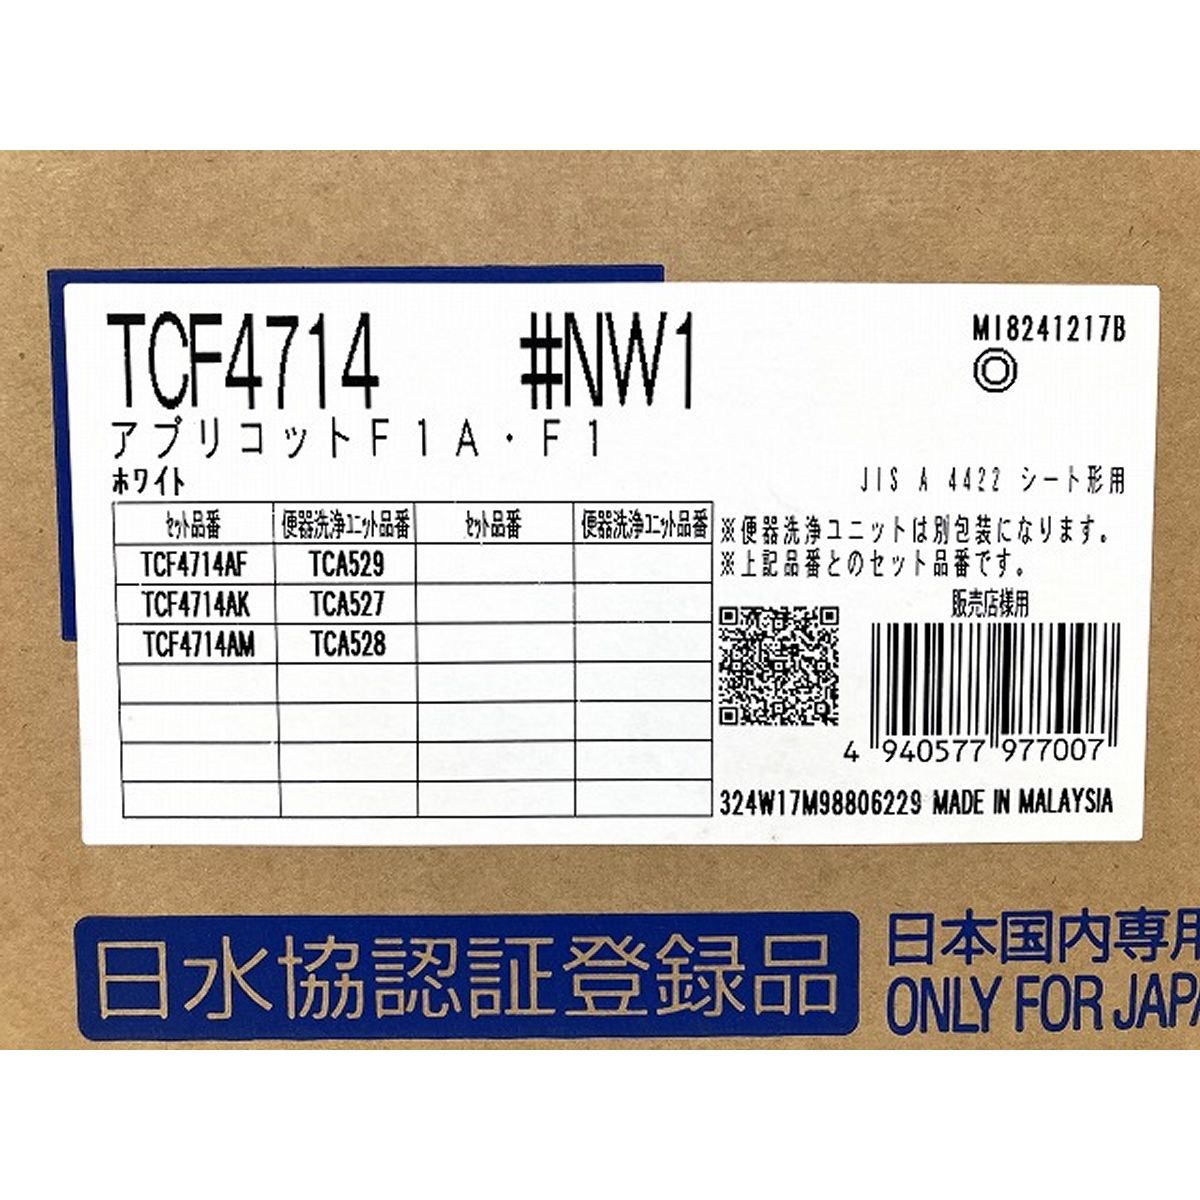 TCF4714 #NW1
MI8241217B
アプリコットF1A・F1
ホワイト
JIS A 4422 シート形用
セット品番 便器洗浄ユニット品番 セット品番 便器洗浄ユニット品番
TCF4714AF TCA529
TCF4714AK TCA527
TCF4714AM TCA528
※便器洗浄ユニットは別包装になります。
※上記品番とのセット品番です。
販売店様用
4 940577 977007
324W17M98806229 MADE IN MALAYSIA
日水協認証登録品
日本国内専用
ONLY FOR JAPA